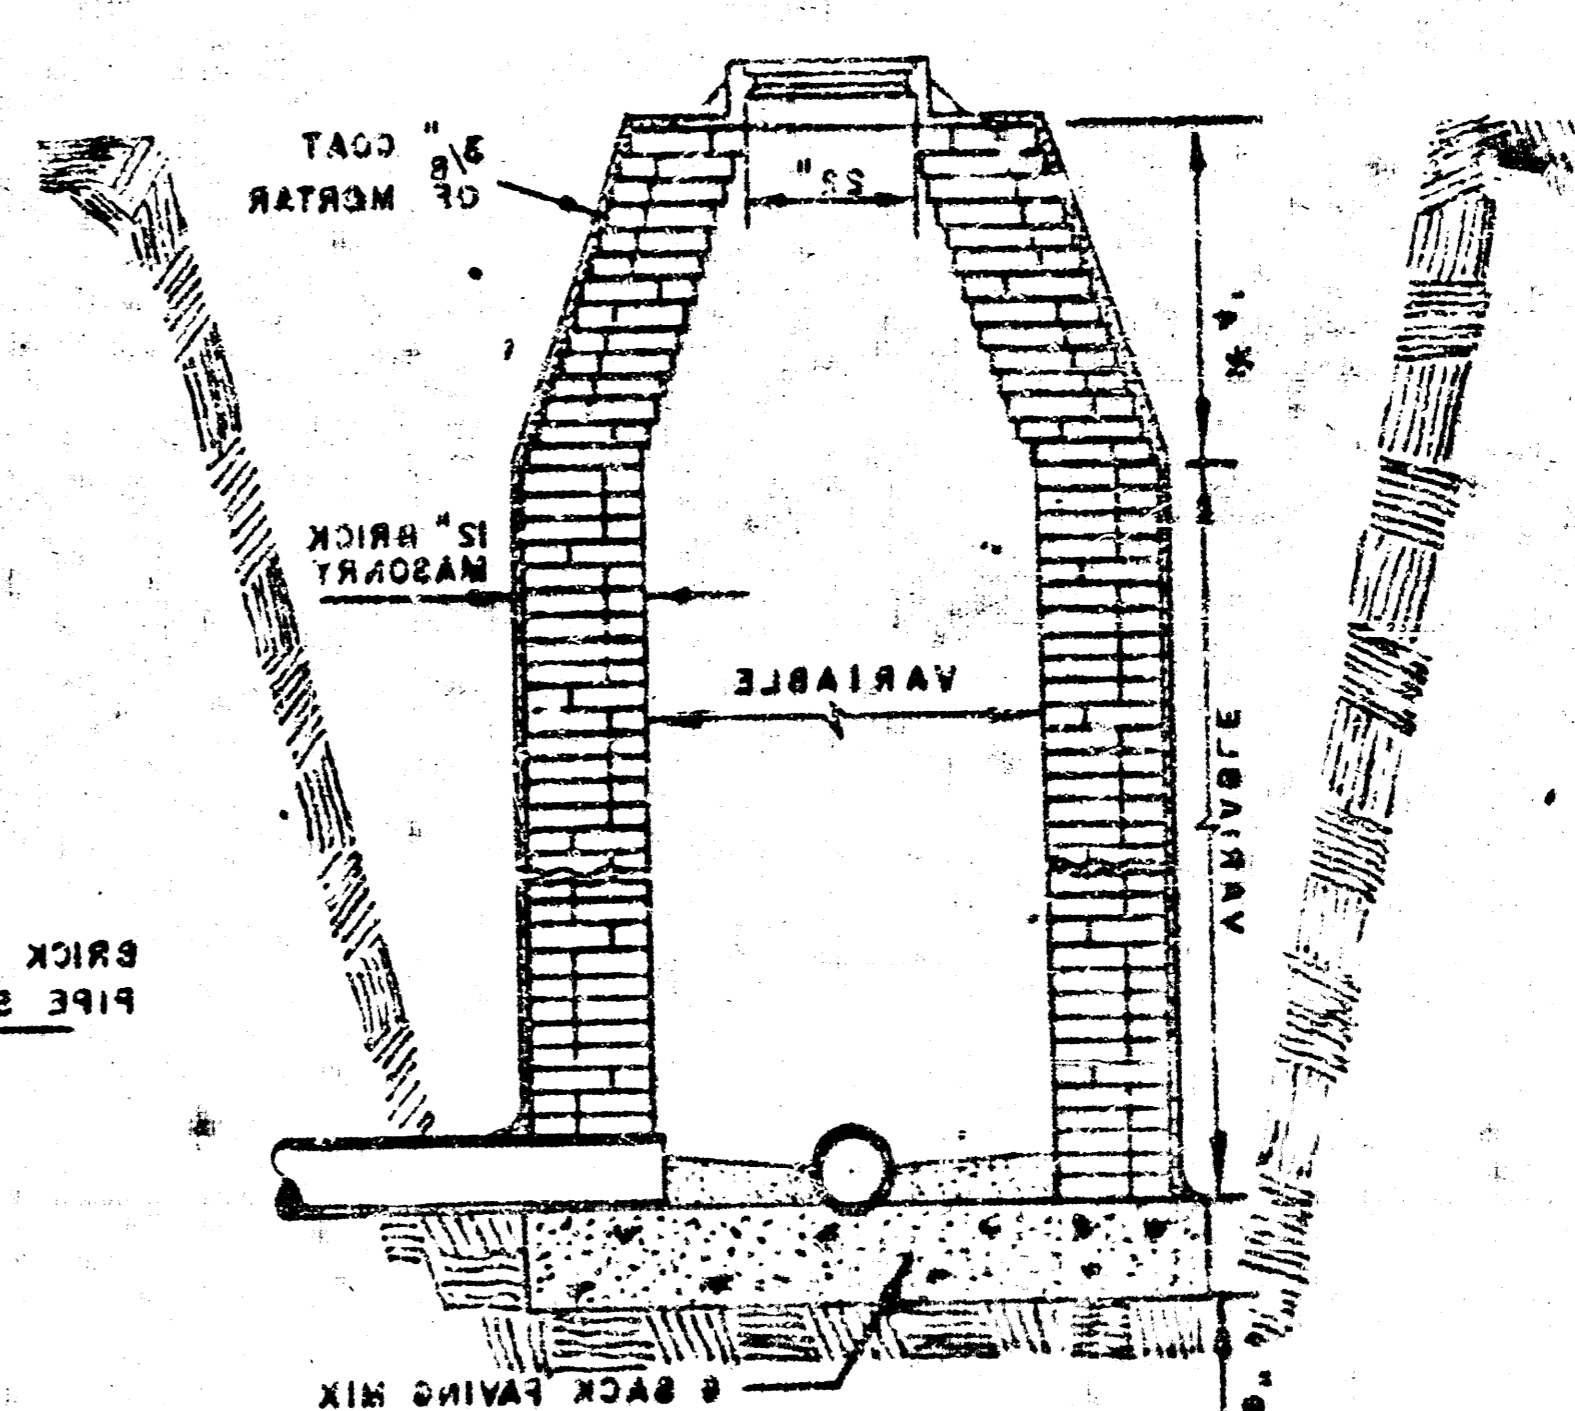 3/8" COAT
OF MORTAR
22"
* 4'
12" BRICK
MASONRY
VARIABLE
VARIABLE
BRICK
PIPE S
6 SACK PAVING MIX